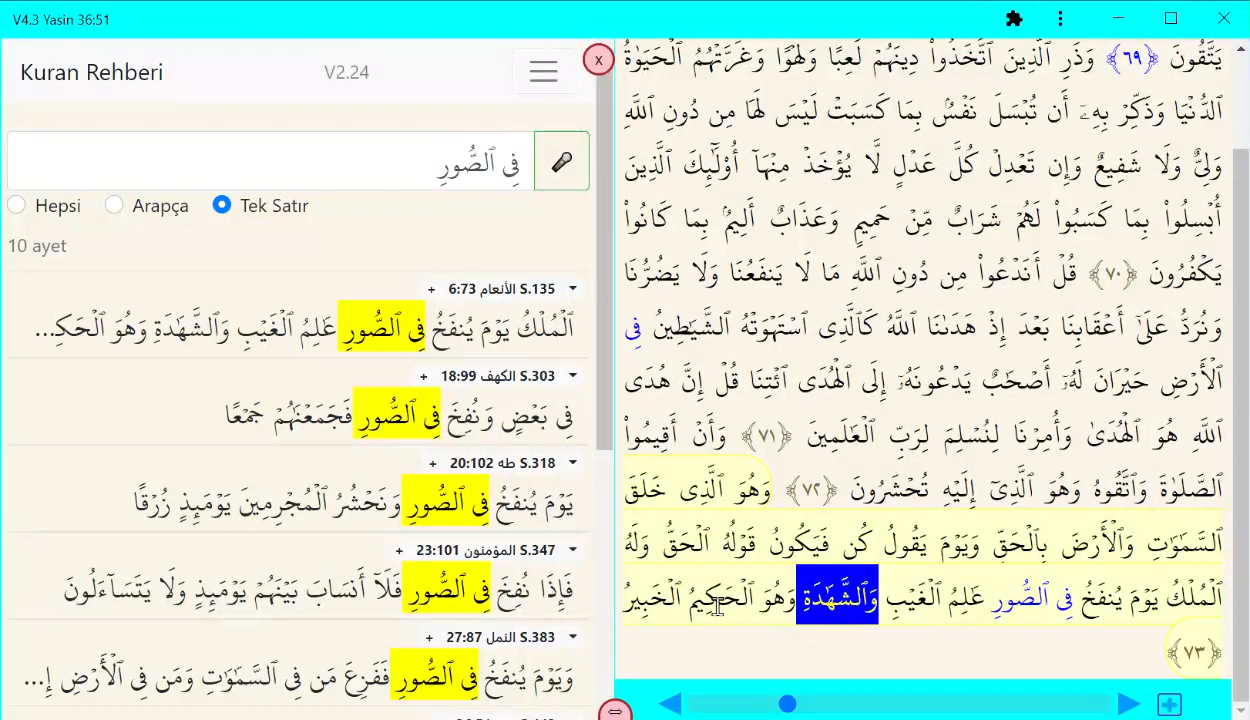 V4.3 Yasin 36:51
Kuran Rehberi V2.24
x
فِى ٱلصُّورِ
Hepsi Arapça Tek Satır
10 ayet
S.135 الأنعام 6:73 +
ٱلْمُلْكُ يَوْمَ يُنفَخُ فِى ٱلصُّورِ عَٰلِمُ ٱلْغَيْبِ وَٱلشَّهَٰدَةِ وَهُوَ ٱلْحَكِـ...
S.303 الكهف 18:99 +
فِى بَعْضٍ وَنُفِخَ فِى ٱلصُّورِ فَجَمَعْنَٰهُمْ جَمْعًا
S.318 طه 20:102 +
يَوْمَ يُنفَخُ فِى ٱلصُّورِ وَنَحْشُرُ ٱلْمُجْرِمِينَ يَوْمَئِذٍ زُرْقًا
S.347 المؤمنون 23:101 +
فَإِذَا نُفِخَ فِى ٱلصُّورِ فَلَآ أَنسَابَ بَيْنَهُمْ يَوْمَئِذٍ وَلَا يَتَسَآءَلُونَ
S.383 النمل 27:87 +
وَيَوْمَ يُنفَخُ فِى ٱلصُّورِ فَفَزِعَ مَن فِى ٱلسَّمَٰوَٰتِ وَمَن فِى ٱلْأَرْضِ إِ...
يَتَّقُونَ ﴿٦٩﴾ وَذَرِ ٱلَّذِينَ ٱتَّخَذُوا۟ دِينَهُمْ لَعِبًا وَلَهْوًا وَغَرَّتْهُمُ ٱلْحَيَوٰةُ
ٱلدُّنْيَا وَذَكِّرْ بِهِۦٓ أَن تُبْسَلَ نَفْسٌۢ بِمَا كَسَبَتْ لَيْسَ لَهَا مِن دُونِ ٱللَّهِ
وَلِىٌّ وَلَا شَفِيعٌ وَإِن تَعْدِلْ كُلَّ عَدْلٍ لَّا يُؤْخَذْ مِنْهَآ أُو۟لَٰٓئِكَ ٱلَّذِينَ
أُبْسِلُوا۟ بِمَا كَسَبُوا۟ لَهُمْ شَرَابٌ مِّنْ حَمِيمٍ وَعَذَابٌ أَلِيمٌۢ بِمَا كَانُوا۟
يَكْفُرُونَ ﴿٧٠﴾ قُلْ أَنَدْعُوا۟ مِن دُونِ ٱللَّهِ مَا لَا يَنفَعُنَا وَلَا يَضُرُّنَا
وَنُرَدُّ عَلَىٰٓ أَعْقَابِنَا بَعْدَ إِذْ هَدَىٰنَا ٱللَّهُ كَٱلَّذِى ٱسْتَهْوَتْهُ ٱلشَّيَٰطِينُ فِى
ٱلْأَرْضِ حَيْرَانَ لَهُۥٓ أَصْحَٰبٌ يَدْعُونَهُۥٓ إِلَى ٱلْهُدَى ٱئْتِنَا قُلْ إِنَّ هُدَى
ٱللَّهِ هُوَ ٱلْهُدَىٰ وَأُمِرْنَا لِنُسْلِمَ لِرَبِّ ٱلْعَٰلَمِينَ ﴿٧١﴾ وَأَنْ أَقِيمُوا۟
ٱلصَّلَوٰةَ وَٱتَّقُوهُ وَهُوَ ٱلَّذِىٓ إِلَيْهِ تُحْشَرُونَ ﴿٧٢﴾ وَهُوَ ٱلَّذِى خَلَقَ
ٱلسَّمَٰوَٰتِ وَٱلْأَرْضَ بِٱلْحَقِّ وَيَوْمَ يَقُولُ كُن فَيَكُونُ قَوْلُهُ ٱلْحَقُّ وَلَهُ
ٱلْمُلْكُ يَوْمَ يُنفَخُ فِى ٱلصُّورِ عَٰلِمُ ٱلْغَيْبِ وَٱلشَّهَٰدَةِ وَهُوَ ٱلْحَكِيمُ ٱلْخَبِيرُ
﴿٧٣﴾